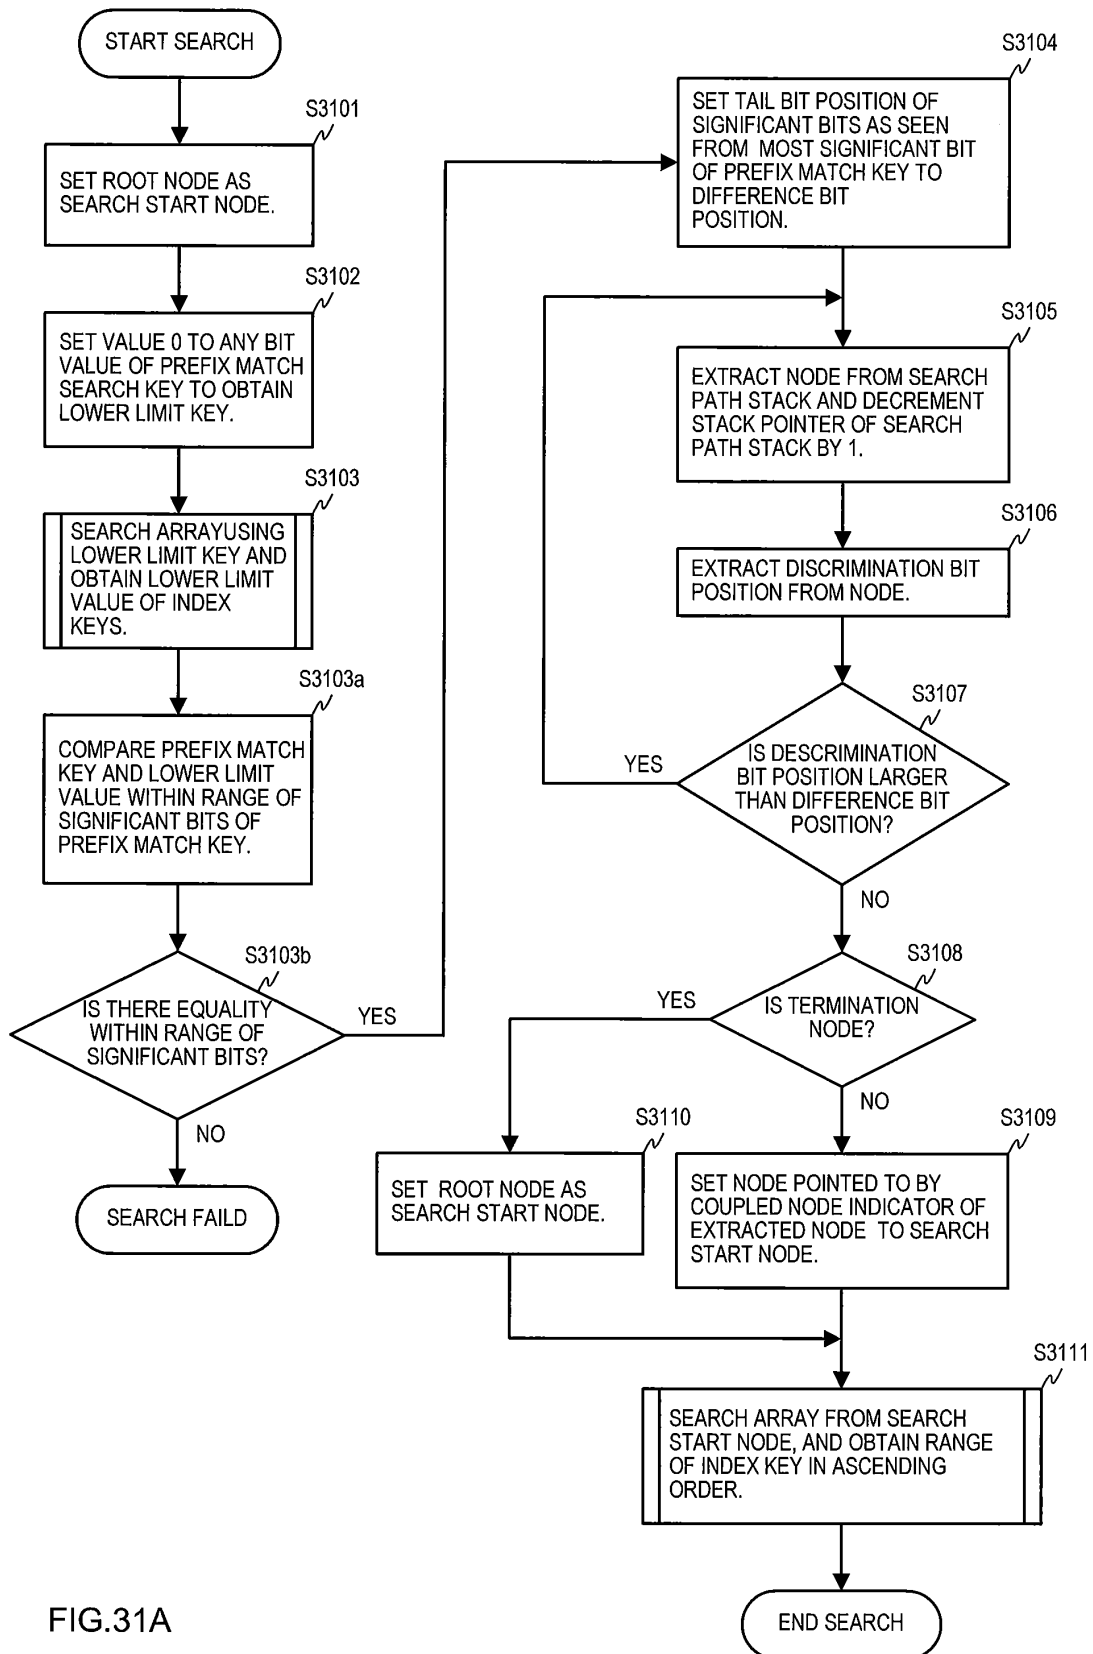 START SEARCH
S3101
SET ROOT NODE AS
SEARCH START NODE.
S3102
SET VALUE 0 TO ANY BIT
VALUE OF PREFIX MATCH
SEARCH KEY TO OBTAIN
LOWER LIMIT KEY.
S3103
SEARCH ARRAYUSING
LOWER LIMIT KEY AND
OBTAIN LOWER LIMIT
VALUE OF INDEX
KEYS.
S3103a
COMPARE PREFIX MATCH
KEY AND LOWER LIMIT
VALUE WITHIN RANGE OF
SIGNIFICANT BITS OF
PREFIX MATCH KEY.
S3103b
IS THERE EQUALITY
WITHIN RANGE OF
SIGNIFICANT BITS?
YES
NO
SEARCH FAILD
S3104
SET TAIL BIT POSITION OF
SIGNIFICANT BITS AS SEEN
FROM MOST SIGNIFICANT BIT
OF PREFIX MATCH KEY TO
DIFFERENCE BIT
POSITION.
S3105
EXTRACT NODE FROM SEARCH
PATH STACK AND DECREMENT
STACK POINTER OF SEARCH
PATH STACK BY 1.
S3106
EXTRACT DISCRIMINATION BIT
POSITION FROM NODE.
S3107
IS DESCRIMINATION
BIT POSITION LARGER
THAN DIFFERENCE BIT
POSITION?
YES
NO
S3108
IS TERMINATION
NODE?
YES
NO
S3110
SET ROOT NODE AS
SEARCH START NODE.
S3109
SET NODE POINTED TO BY
COUPLED NODE INDICATOR OF
EXTRACTED NODE TO SEARCH
START NODE.
S3111
SEARCH ARRAY FROM SEARCH
START NODE, AND OBTAIN RANGE
OF INDEX KEY IN ASCENDING
ORDER.
END SEARCH
FIG.31A